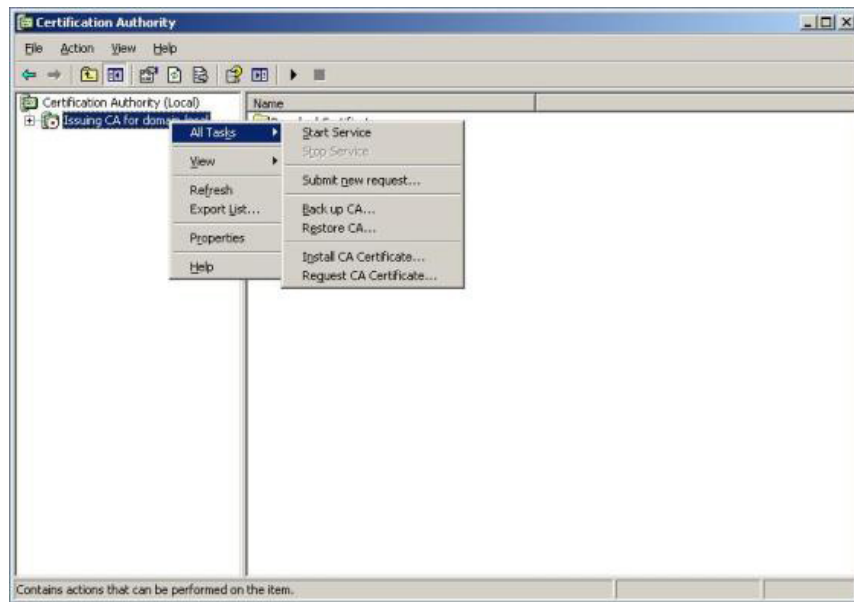 Certification Authority
File Action View Help
Certification Authority (Local)
Name
Issuing CA for domain.local
All Tasks
View
Refresh
Export List...
Properties
Help
Start Service
Stop Service
Submit new request...
Back up CA...
Restore CA...
Install CA Certificate...
Request CA Certificate...
Contains actions that can be performed on the item.